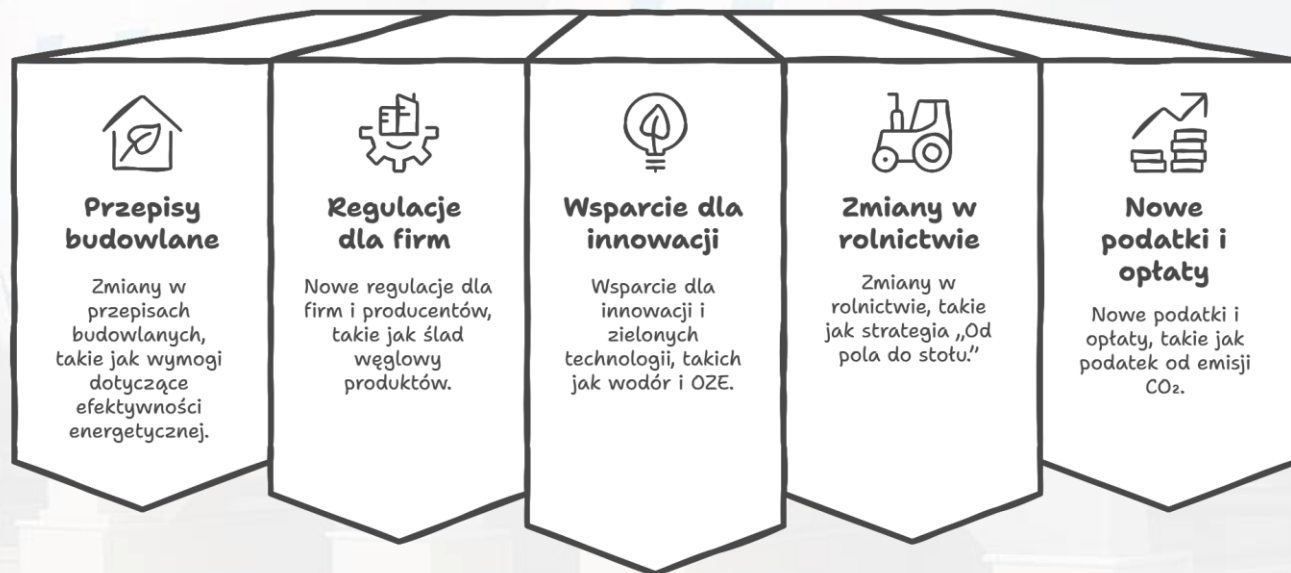 Przepisy
budowlane
Zmiany w
przepisach
budowlanych,
takie jak wymogi
dotyczące
efektywności
energetycznej.
Regulacje
dla firm
Nowe regulacje dla
firm i producentów,
takie jak ślad
węglowy
produktów.
Wsparcie dla
innowacji
Wsparcie dla
innowacji i
zielonych
technologii, takich
jak wodór i OZE.
Zmiany w
rolnictwie
Zmiany w
rolnictwie, takie
jak strategia „Od
pola do stołu.”
Nowe
podatki i
opłaty
Nowe podatki i
opłaty, takie jak
podatek od emisji
CO₂.